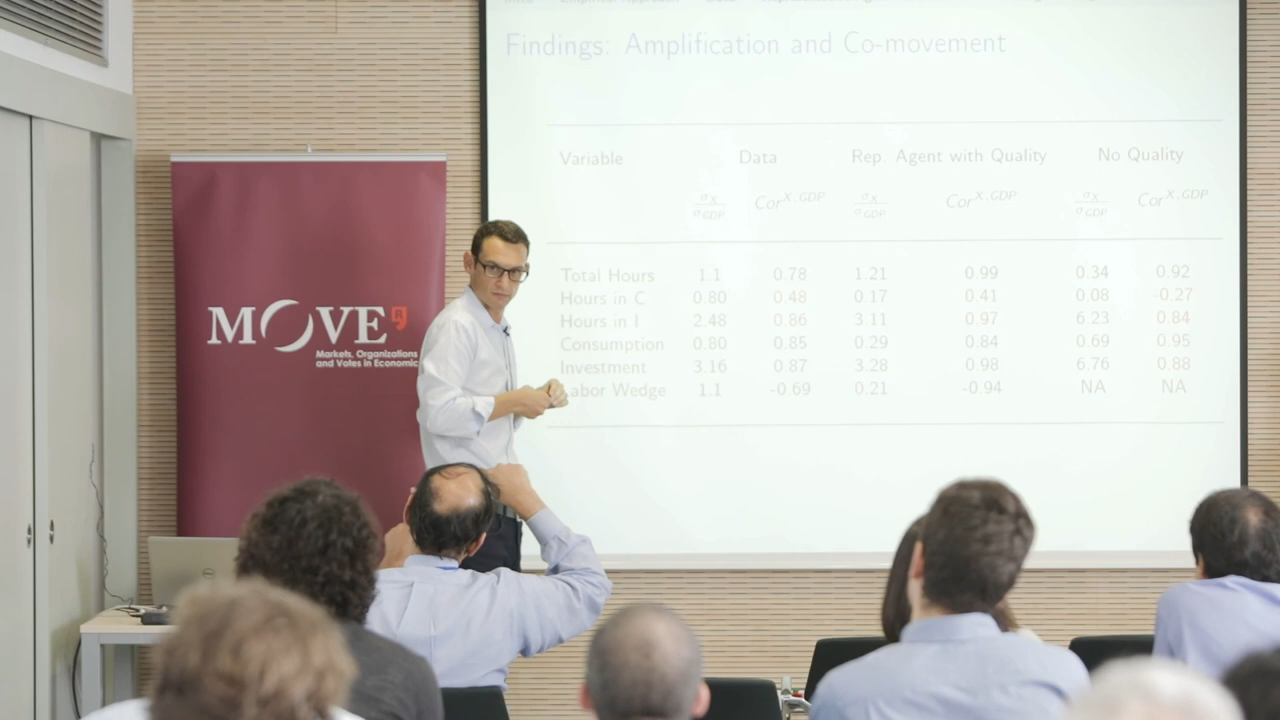 Findings: Amplification and Co-movement
Variable Data Rep. Agent with Quality No Quality
σX/σGDP CorX,GDP σX/σGDP CorX,GDP σX/σGDP CorX,GDP
Total Hours 1.1 0.78 1.21 0.99 0.34 0.92
Hours in C 0.80 0.48 0.17 0.41 0.08 -0.27
Hours in I 2.48 0.86 3.11 0.97 6.23 0.84
Consumption 0.80 0.85 0.29 0.84 0.69 0.95
Investment 3.16 0.87 3.28 0.98 6.76 0.88
Labor Wedge 1.1 -0.69 0.21 -0.94 NA NA
MOVE
Markets, Organizations
and Votes in Economic